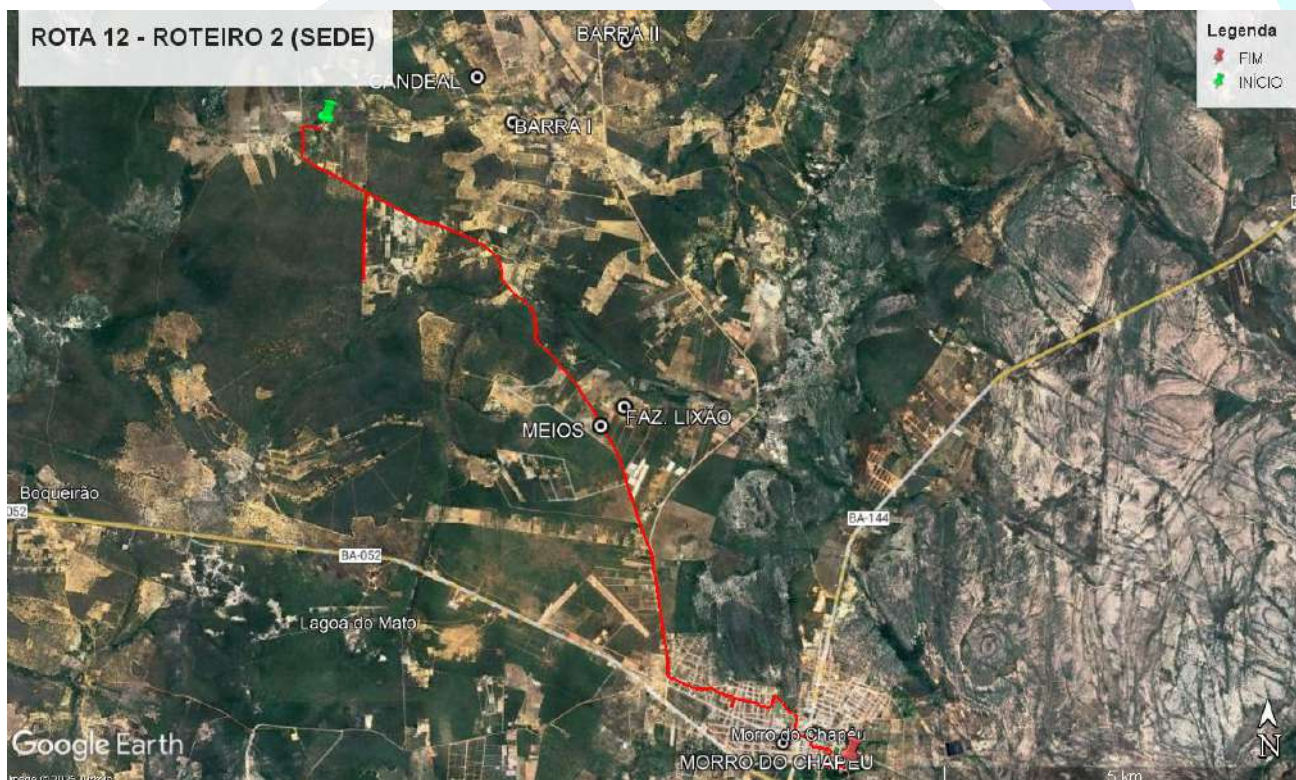 ROTA 12 - ROTEIRO 2 (SEDE)
Legenda
FIM
INÍCIO
BARRA II
CANDEAL
BARRA I
FAZ. LIXÃO
MEIOS
Boqueirão
052
BA-144
BA-052
Lagoa do Mato
Morro do Chapéu
MORRO DO CHAPÉU
Google Earth
5 km
N